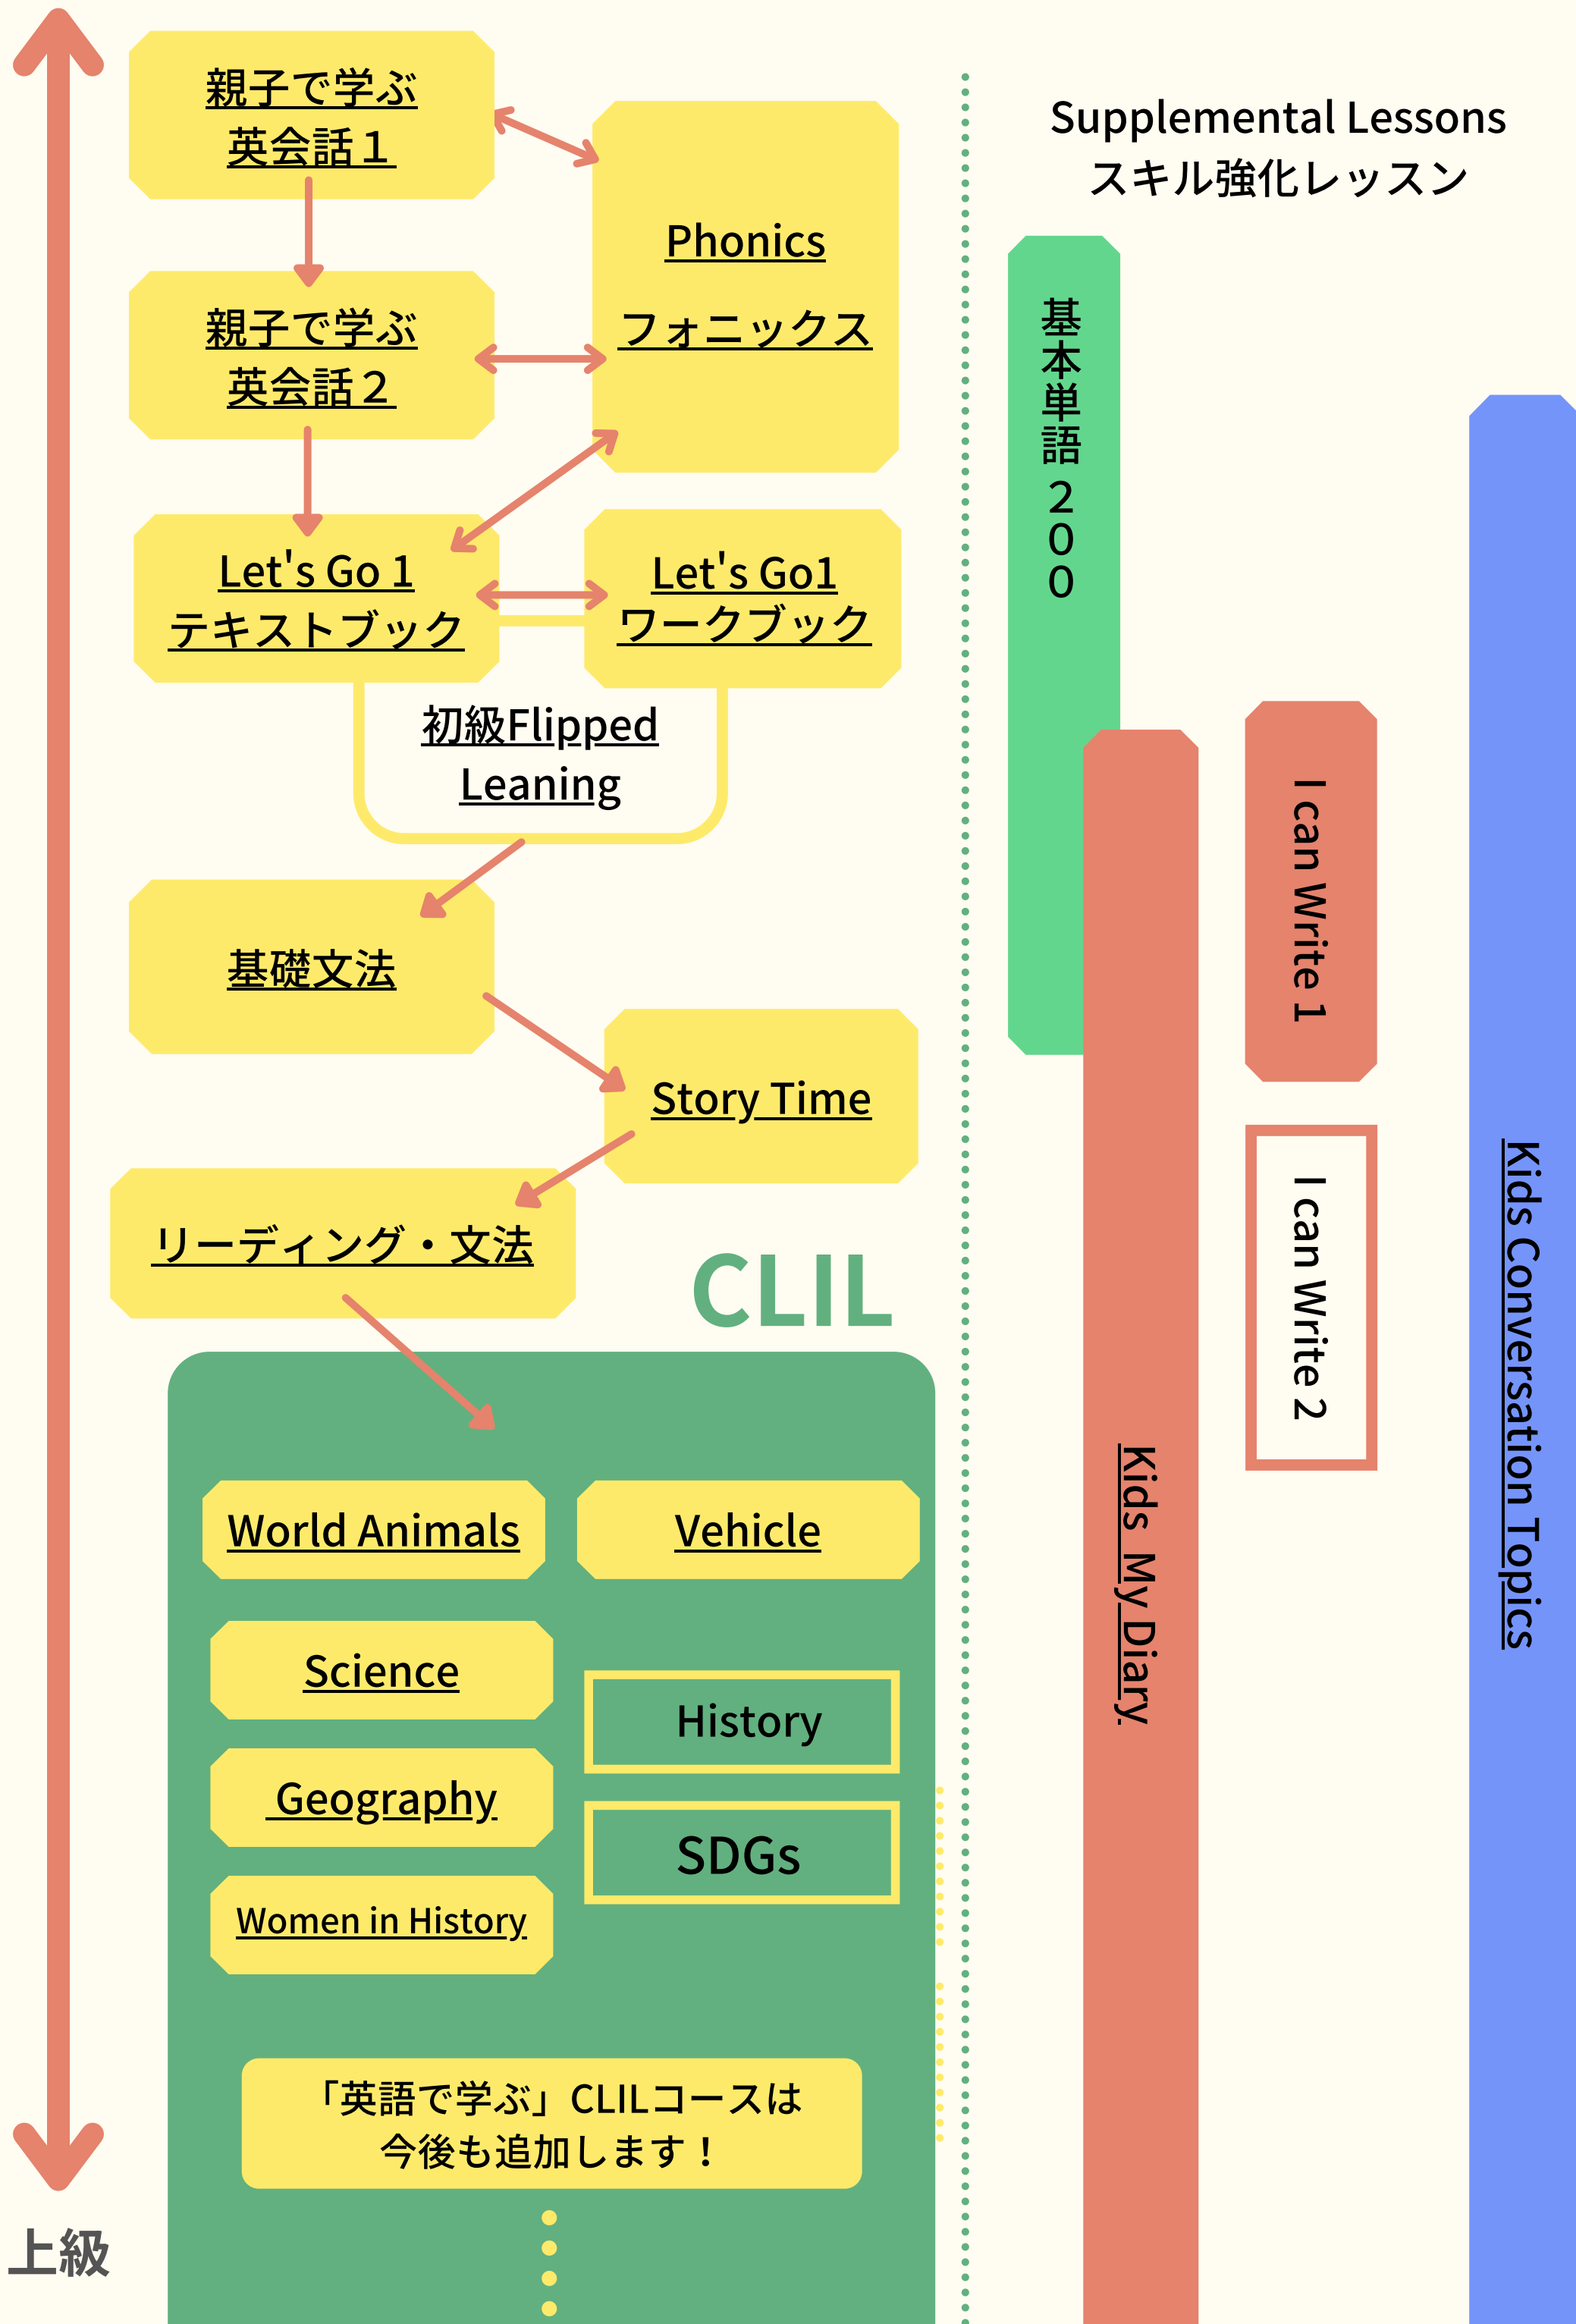 親子で学ぶ
英会話１
Phonics
フォニックス
親子で学ぶ
英会話２
Let's Go 1
テキストブック
Let's Go1
ワークブック
初級Flipped
Leaning
基礎文法
Story Time
リーディング・文法
CLIL
World Animals
Vehicle
Science
History
Geography
SDGs
Women in History
「英語で学ぶ」CLILコースは
今後も追加します！
上級
Supplemental Lessons
スキル強化レッスン
基本単語２００
Kids My Diary
I can Write 1
I can Write 2
Kids Conversation Topics